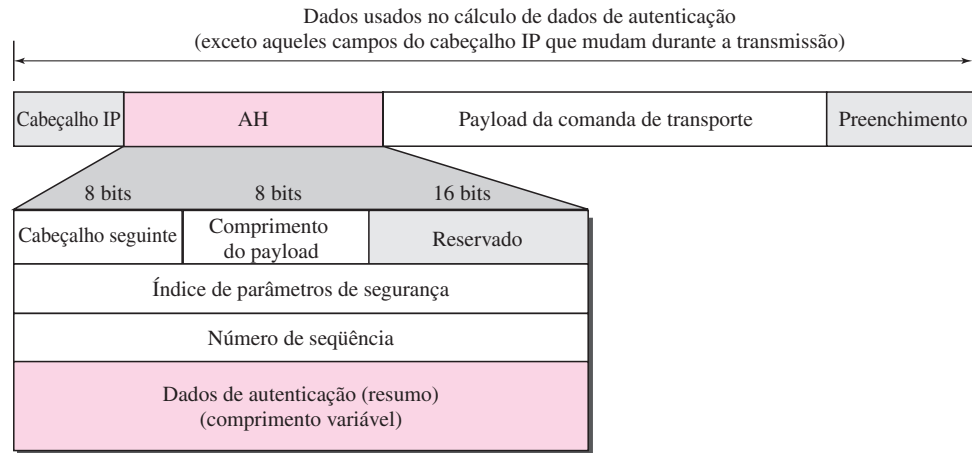 Dados usados no cálculo de dados de autenticação
(exceto aqueles campos do cabeçalho IP que mudam durante a transmissão)
Cabeçalho IP
AH
Payload da comanda de transporte
Preenchimento
8 bits
8 bits
16 bits
Cabeçalho seguinte
Comprimento
do payload
Reservado
Índice de parâmetros de segurança
Número de seqüência
Dados de autenticação (resumo)
(comprimento variável)